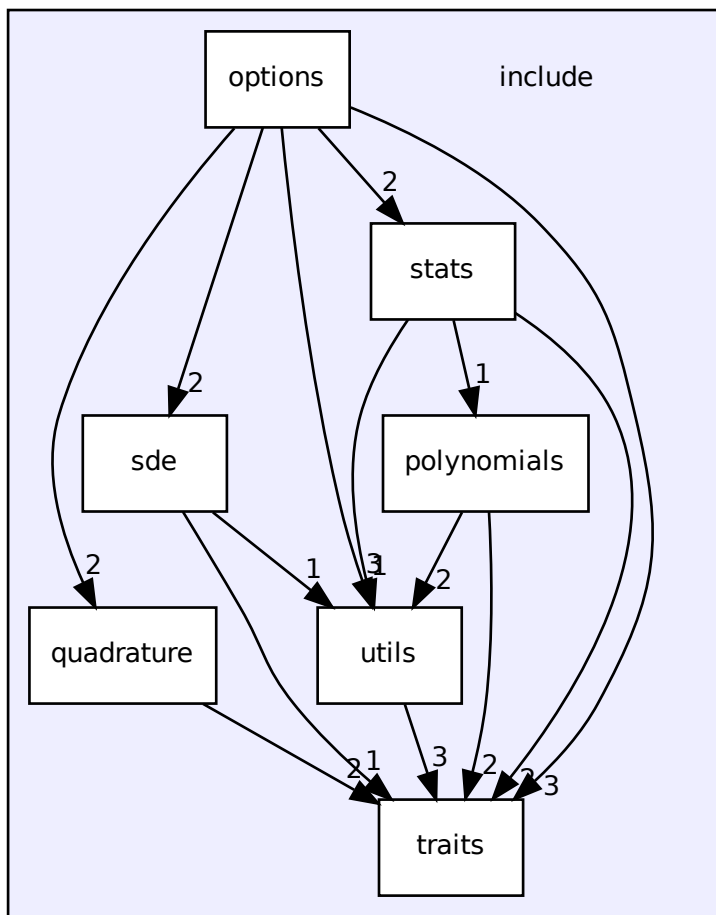 options
include
2
stats
2
1
sde
polynomials
2
1
3
1
2
quadrature
utils
2
1
3
2
2
3
traits